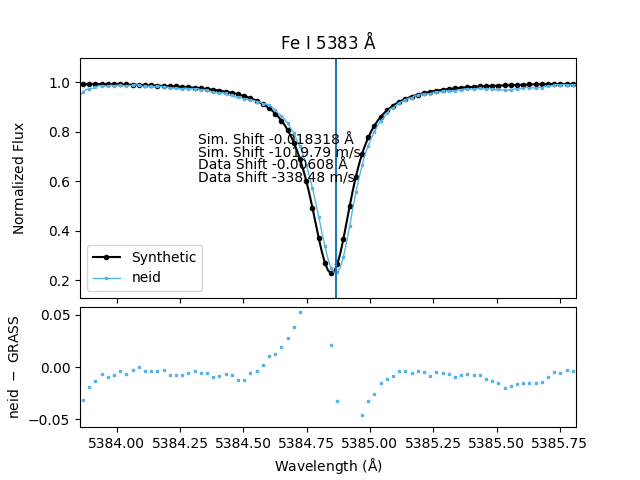 Fe I 5383 Å
1.0
0.8
0.6
0.4
0.2
Normalized Flux
Sim. Shift -0.018318 Å
Sim. Shift -1019.79 m/s
Data Shift -0.00608 Å
Data Shift -338.48 m/s
Synthetic
neid
0.05
0.00
−0.05
neid − GRASS
5384.00 5384.25 5384.50 5384.75 5385.00 5385.25 5385.50 5385.75
Wavelength (Å)